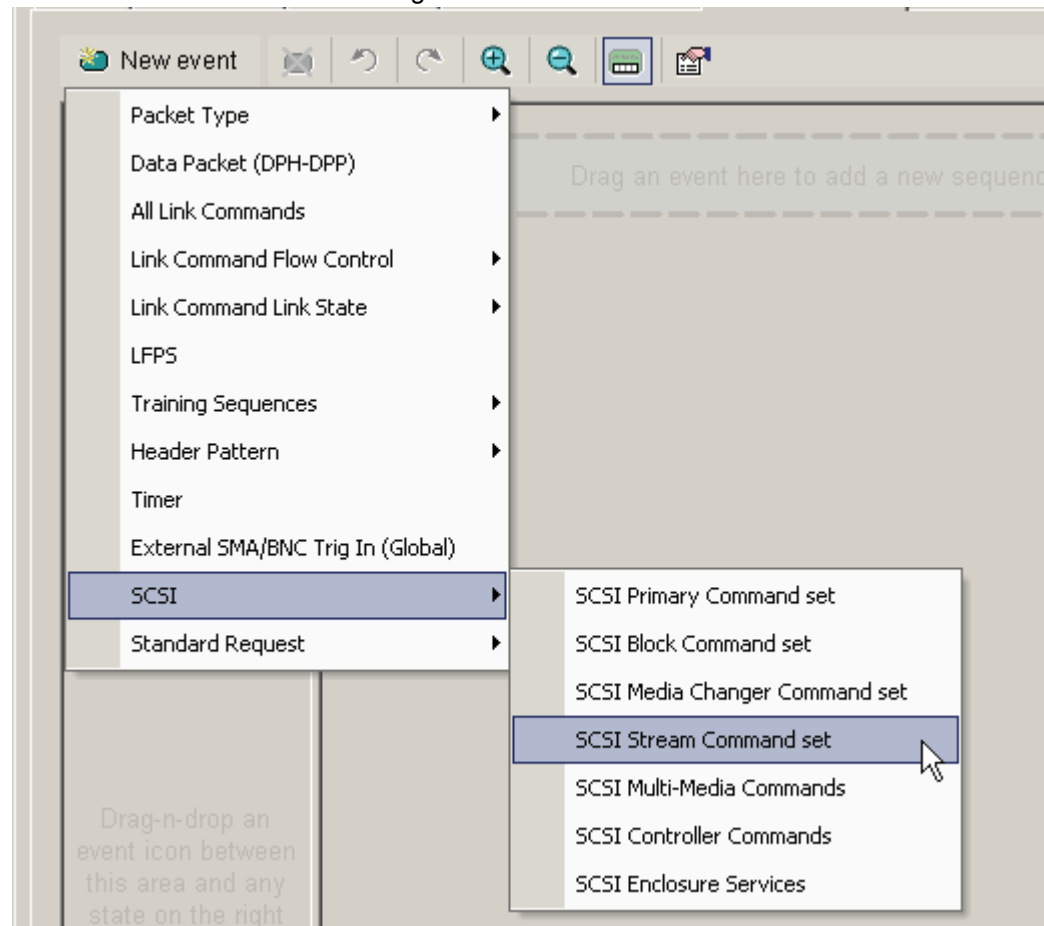 New event
Packet Type
Data Packet (DPH-DPP)
All Link Commands
Link Command Flow Control
Link Command Link State
LFPS
Training Sequences
Header Pattern
Timer
External SMA/BNC Trig In (Global)
SCSI
Standard Request
Drag an event here to add a new sequenc
SCSI Primary Command set
SCSI Block Command set
SCSI Media Changer Command set
SCSI Stream Command set
SCSI Multi-Media Commands
SCSI Controller Commands
SCSI Enclosure Services
Drag-n-drop an
event icon between
this area and any
state on the right